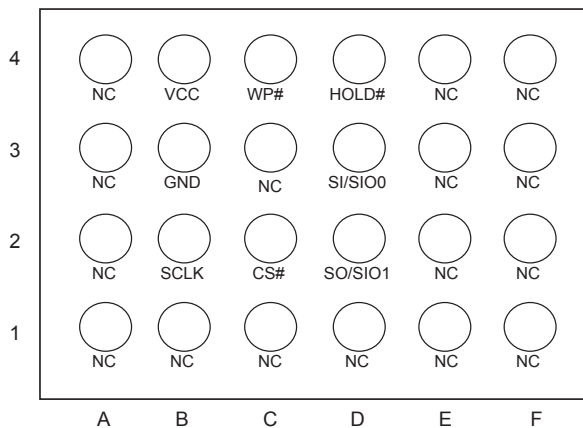 4
NC VCC WP# HOLD# NC NC
3
NC GND NC SI/SIO0 NC NC
2
NC SCLK CS# SO/SIO1 NC NC
1
NC NC NC NC NC NC
A B C D E F